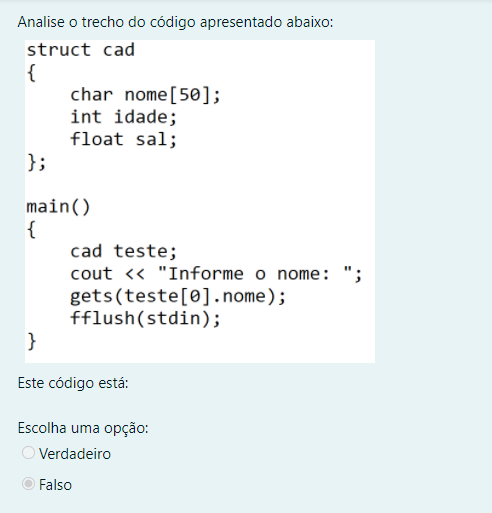 Analise o trecho do código apresentado abaixo:
struct cad
{
    char nome[50];
    int idade;
    float sal;
};
main()
{
    cad teste;
    cout << "Informe o nome: ";
    gets(teste[0].nome);
    fflush(stdin);
}
Este código está:
Escolha uma opção:
Verdadeiro
Falso